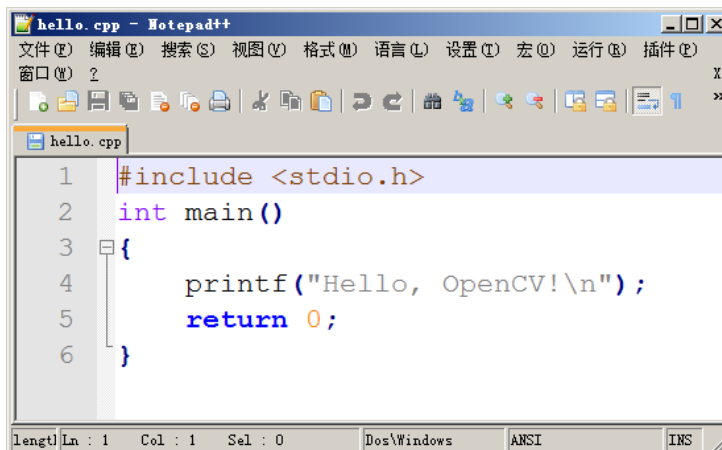 hello.cpp - Notepad++
文件(F) 编辑(E) 搜索(S) 视图(V) 格式(M) 语言(L) 设置(T) 宏(O) 运行(R) 插件(P)
窗口(W) ? X
hello.cpp
1 #include <stdio.h>
2 int main()
3 {
4 printf("Hello, OpenCV!\n");
5 return 0;
6 }
lengtl Ln : 1 Col : 1 Sel : 0 Dos\Windows ANSI INS